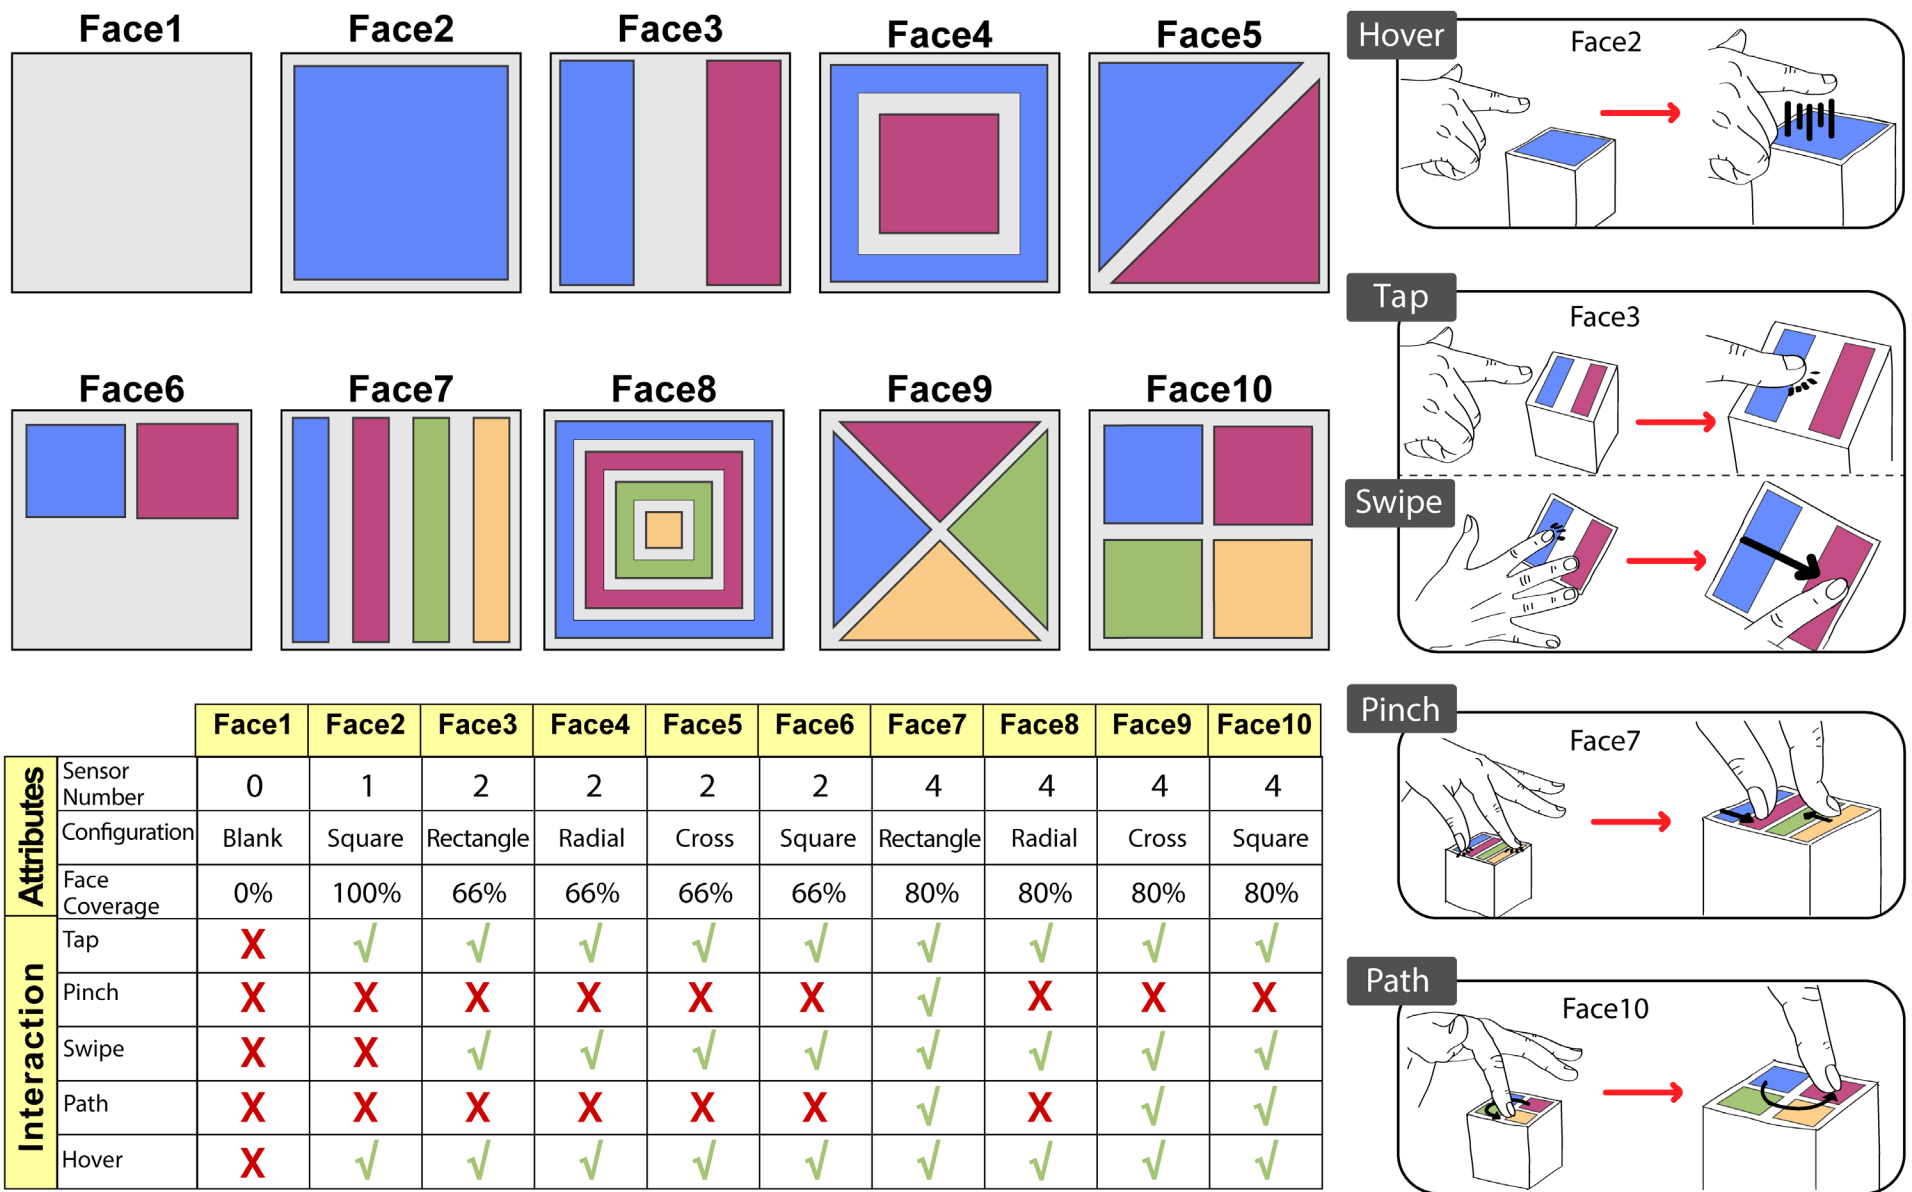 Face1 Face2 Face3 Face4 Face5
Face6 Face7 Face8 Face9 Face10
Face1 Face2 Face3 Face4 Face5 Face6 Face7 Face8 Face9 Face10
Attributes
Sensor
Number 0 1 2 2 2 2 4 4 4 4
Configuration Blank Square Rectangle Radial Cross Square Rectangle Radial Cross Square
Face
Coverage 0% 100% 66% 66% 66% 66% 80% 80% 80% 80%
Interaction
Tap X √ √ √ √ √ √ √ √ √
Pinch X X X X X X √ X X X
Swipe X X √ √ √ √ √ √ √ √
Path X X X X X X √ X √ √
Hover X √ √ √ √ √ √ √ √ √
Hover
Face2
Tap
Face3
Swipe
Pinch
Face7
Path
Face10